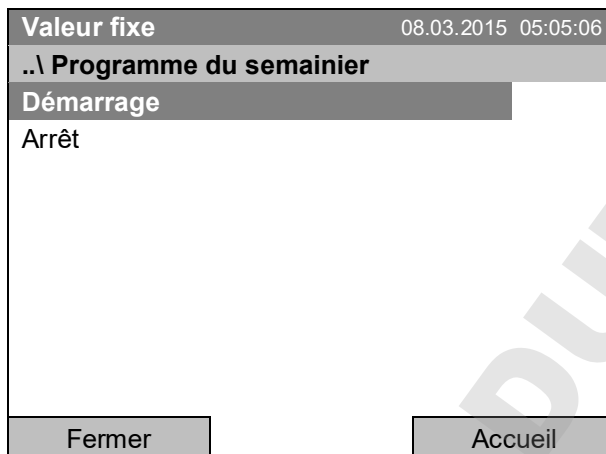 Valeur fixe 08.03.2015 05:05:06
..\ Programme du semainier
Démarrage
Arrêt
Fermer Accueil